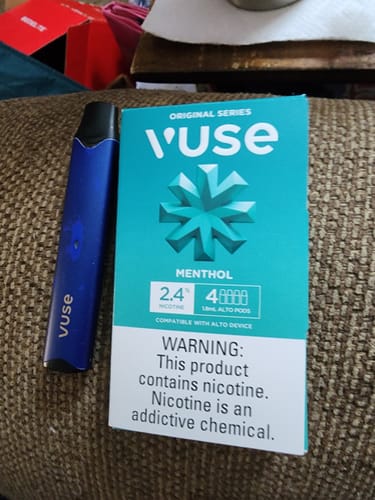 ORIGINAL SERIES
vuse
MENTHOL
2.4%
NICOTINE
4
1.8mL ALTO PODS
COMPATIBLE WITH ALTO DEVICE
WARNING:
This product
contains nicotine.
Nicotine is an
addictive chemical.
vuse